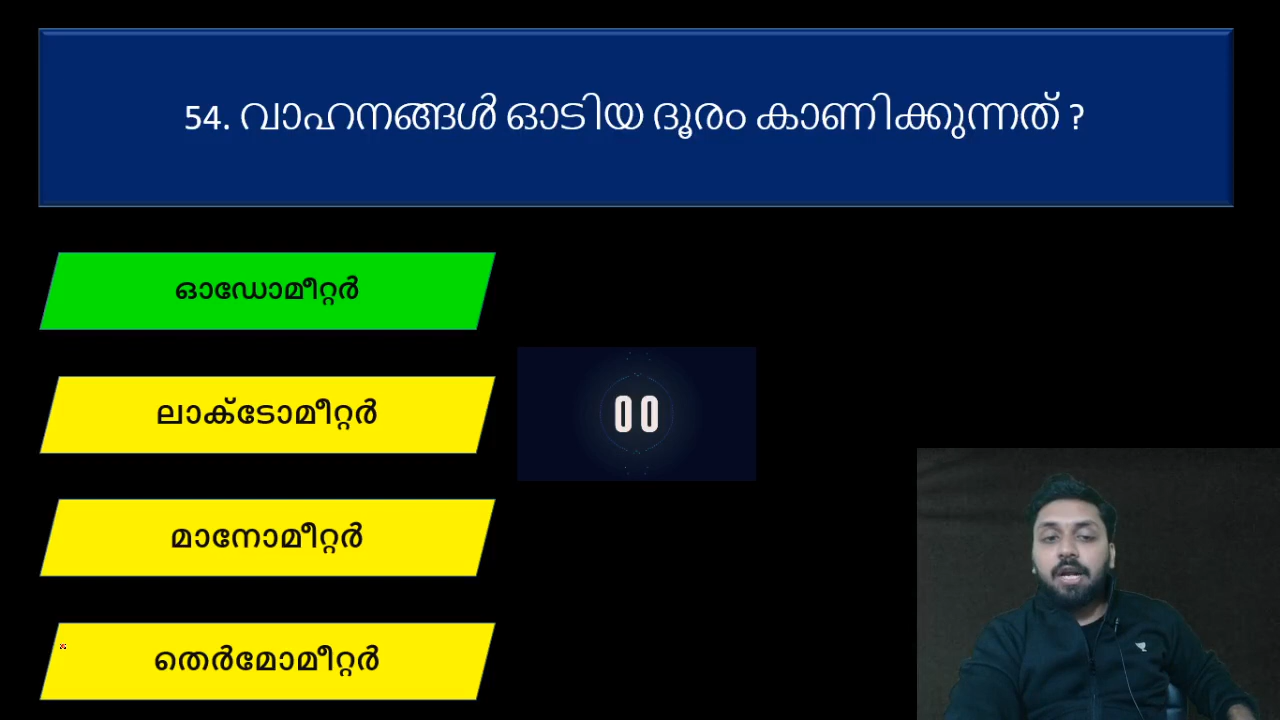 54. വാഹനങ്ങൾ ഓടിയ ദൂരം കാണിക്കുന്നത് ?
ഓഡോമീറ്റർ
ലാക്ടോമീറ്റർ
00
മാനോമീറ്റർ
തെർമോമീറ്റർ